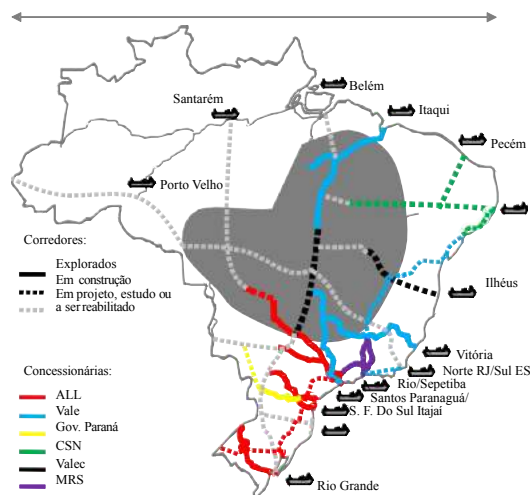 Belém
Santarém
Itaqui
Pecém
Porto Velho
Corredores:
Explorados
Em construção
Em projeto, estudo ou
a ser reabilitado
Ilhéus
Vitória
Norte RJ/Sul ES
Rio/Sepetiba
Santos Paranaguá/
S. F. Do Sul Itajaí
Concessionárias:
ALL
Vale
Gov. Paraná
CSN
Valec
MRS
Rio Grande